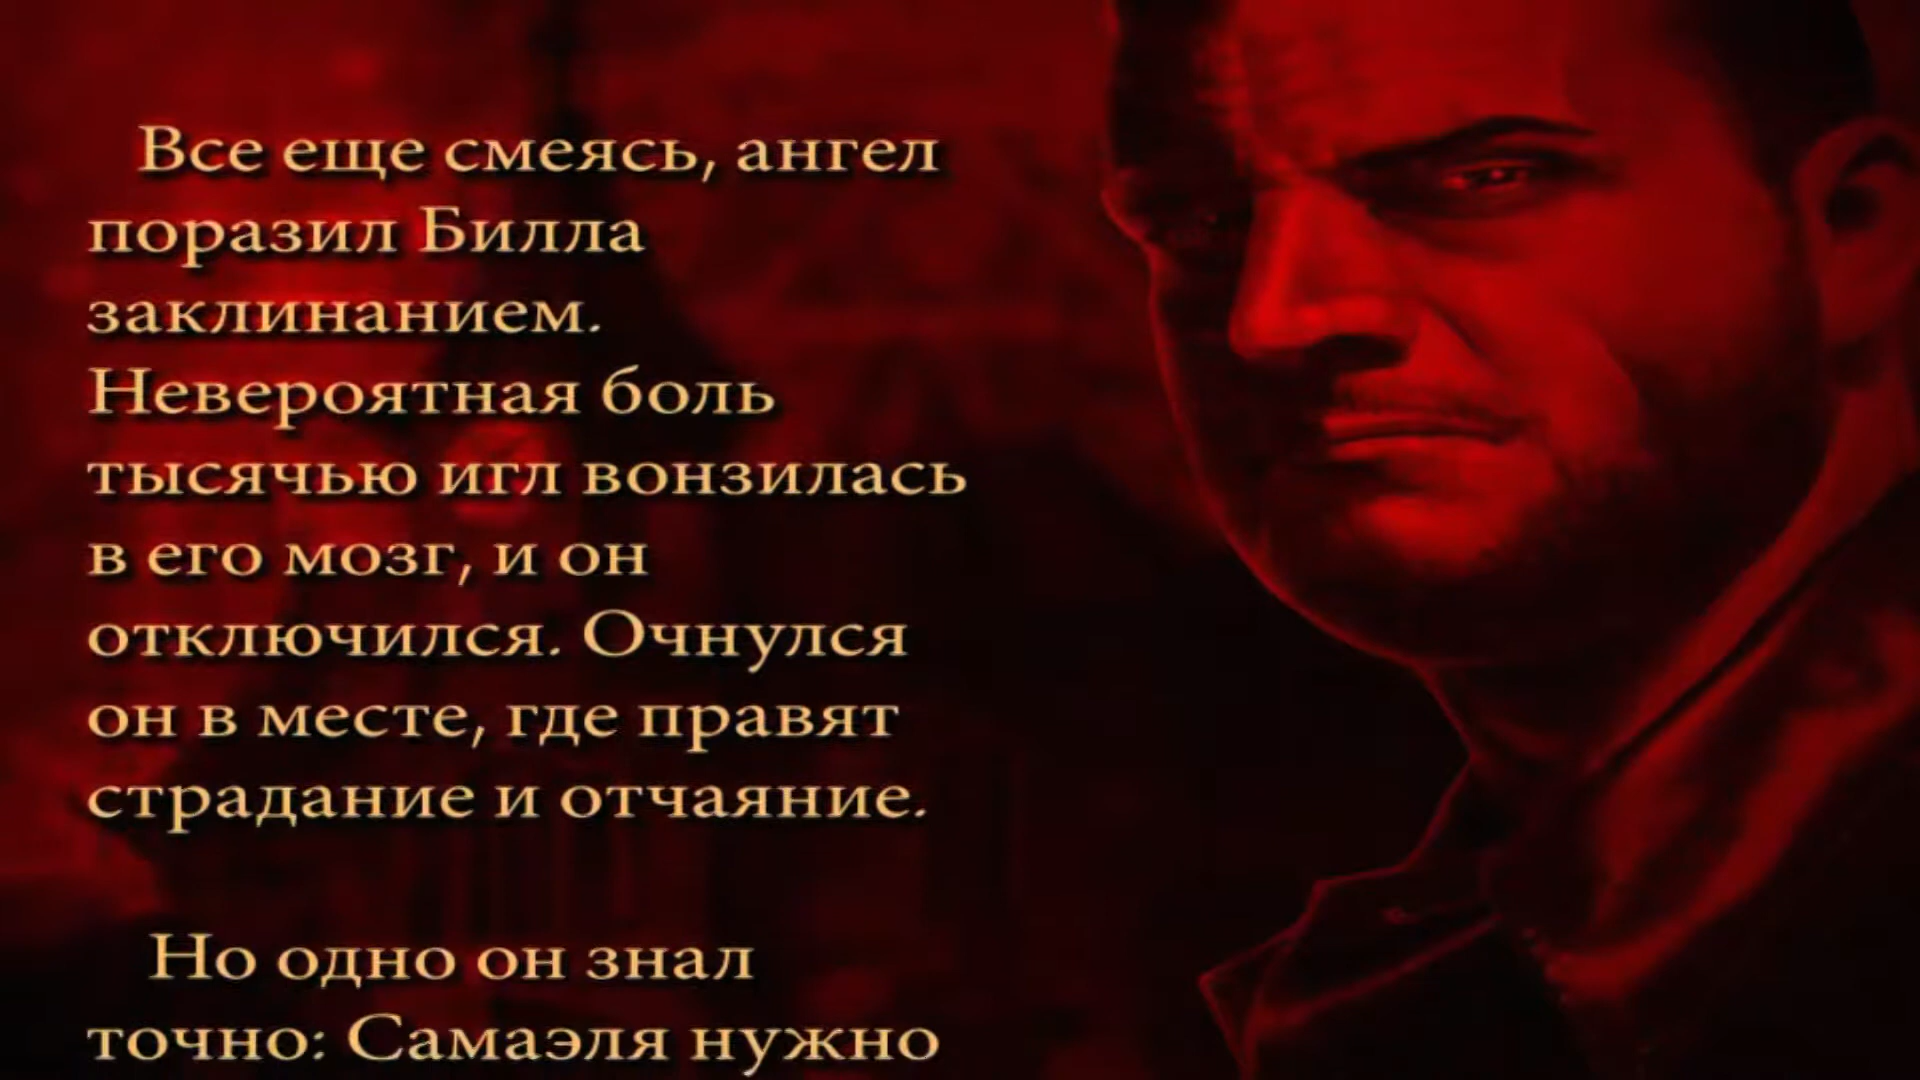 Все еще смеясь, ангел
поразил Билла
заклинанием.
Невероятная боль
тысячью игл вонзилась
в его мозг, и он
отключился. Очнулся
он в месте, где правят
страдание и отчаяние.
Но одно он знал
точно: Самаэля нужно